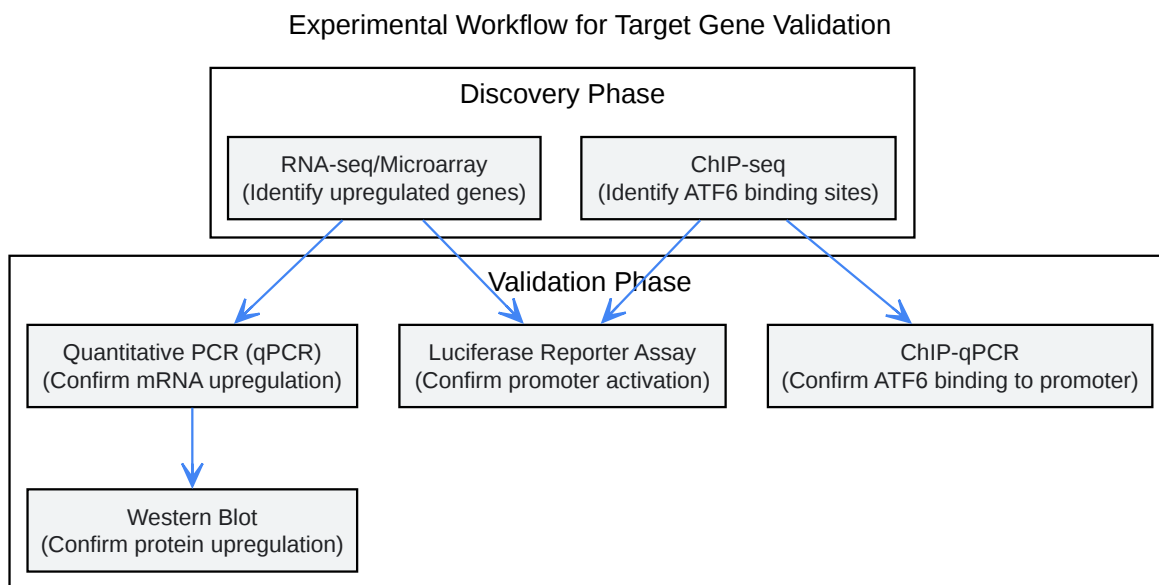 Experimental Workflow for Target Gene Validation
Discovery Phase
RNA-seq/Microarray
(Identify upregulated genes)
ChIP-seq
(Identify ATF6 binding sites)
Validation Phase
Quantitative PCR (qPCR)
(Confirm mRNA upregulation)
Luciferase Reporter Assay
(Confirm promoter activation)
ChIP-qPCR
(Confirm ATF6 binding to promoter)
Western Blot
(Confirm protein upregulation)